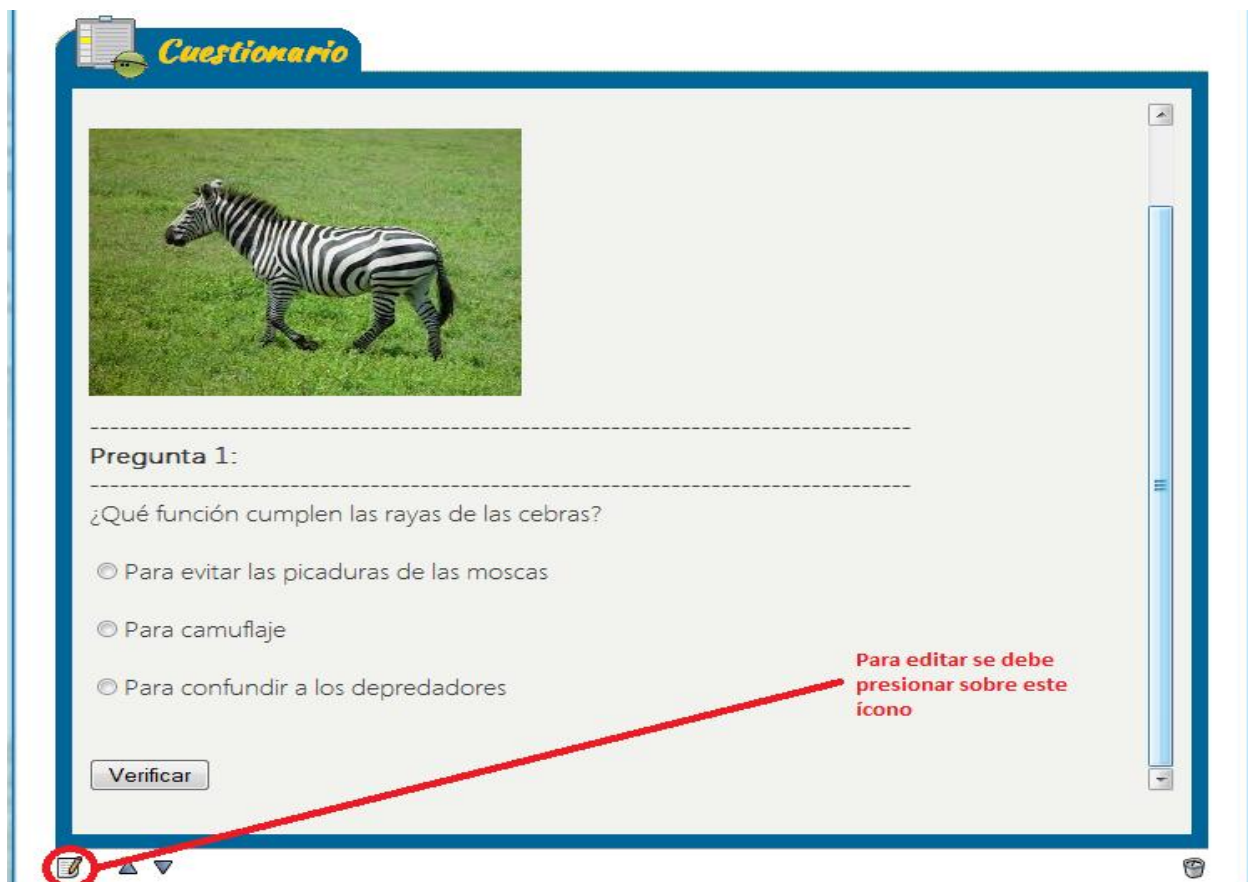 Cuestionario
--------------------------------------------------------------------------------
Pregunta 1:
--------------------------------------------------------------------------------
¿Qué función cumplen las rayas de las cebras?
Para evitar las picaduras de las moscas
Para camuflaje
Para confundir a los depredadores
Para editar se debe
presionar sobre este
ícono
Verificar